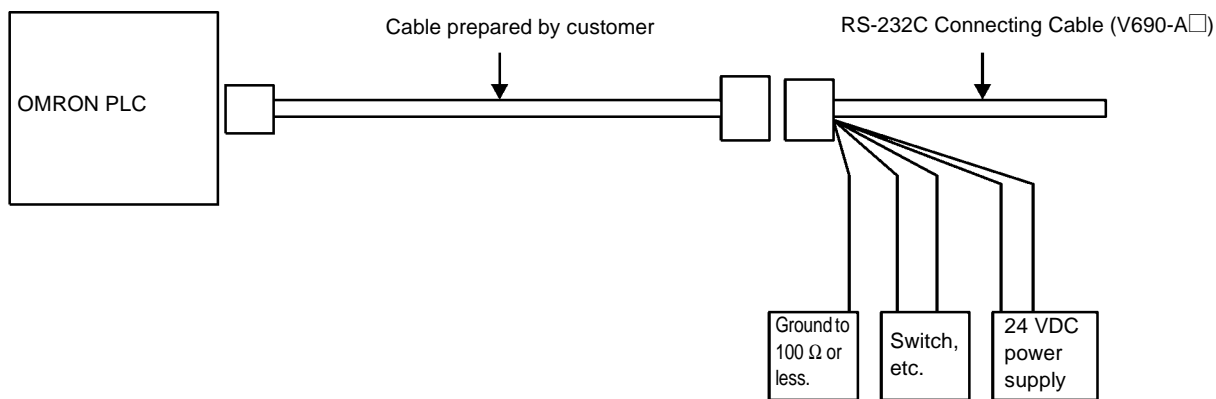 Cable prepared by customer
RS-232C Connecting Cable (V690-A□)
OMRON PLC
Ground to
100 Ω or
less.
Switch,
etc.
24 VDC
power
supply